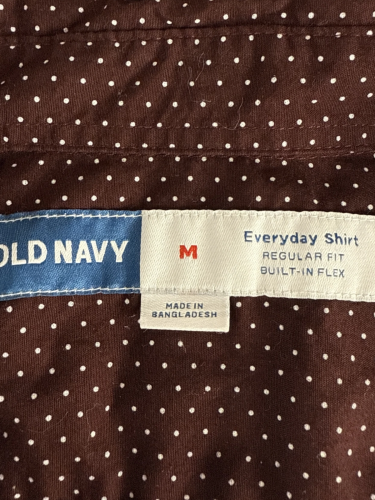 OLD NAVY
M
Everyday Shirt
REGULAR FIT
BUILT-IN FLEX
MADE IN
BANGLADESH